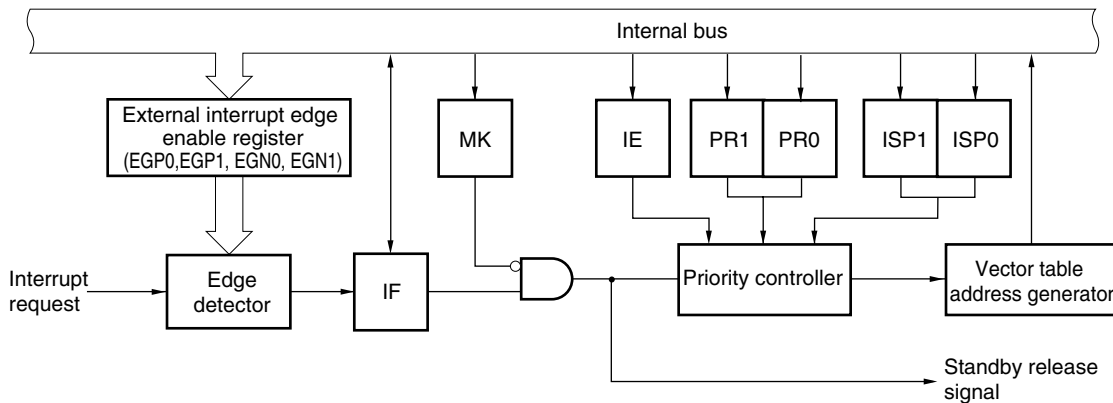 Internal bus
External interrupt edge
enable register
(EGP0,EGP1, EGN0, EGN1)
MK
IE
PR1
PR0
ISP1
ISP0
Interrupt
request
Edge
detector
IF
Priority controller
Vector table
address generator
Standby release
signal